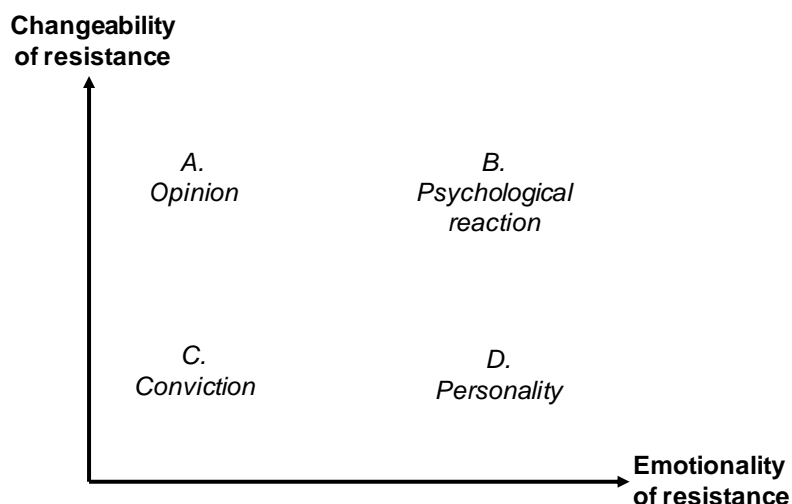 Changeability
of resistance
A.
Opinion
B.
Psychological
reaction
C.
Conviction
D.
Personality
Emotionality
of resistance